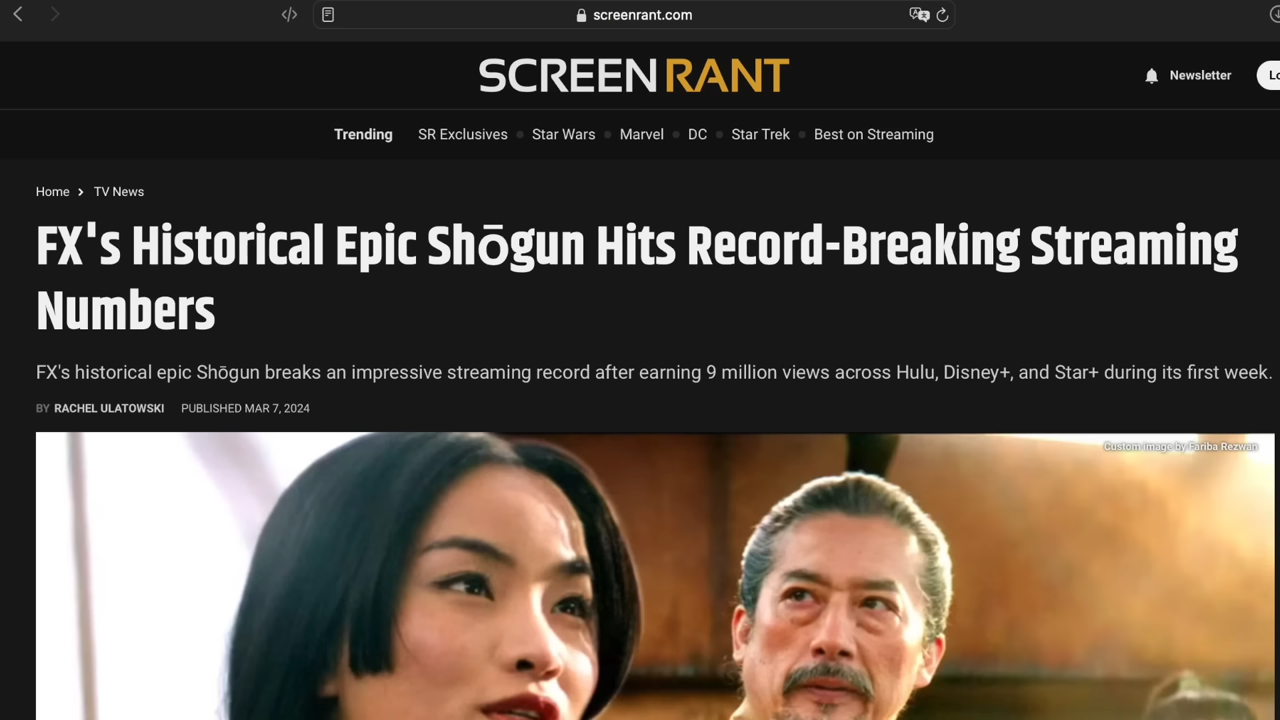 screenrant.com
SCREENRANT
Newsletter
Trending SR Exclusives Star Wars Marvel DC Star Trek Best on Streaming
Home TV News
FX's Historical Epic Shōgun Hits Record-Breaking Streaming
Numbers
FX's historical epic Shōgun breaks an impressive streaming record after earning 9 million views across Hulu, Disney+, and Star+ during its first week.
BY RACHEL ULATOWSKI PUBLISHED MAR 7, 2024
Custom image by Fariba Rezwan